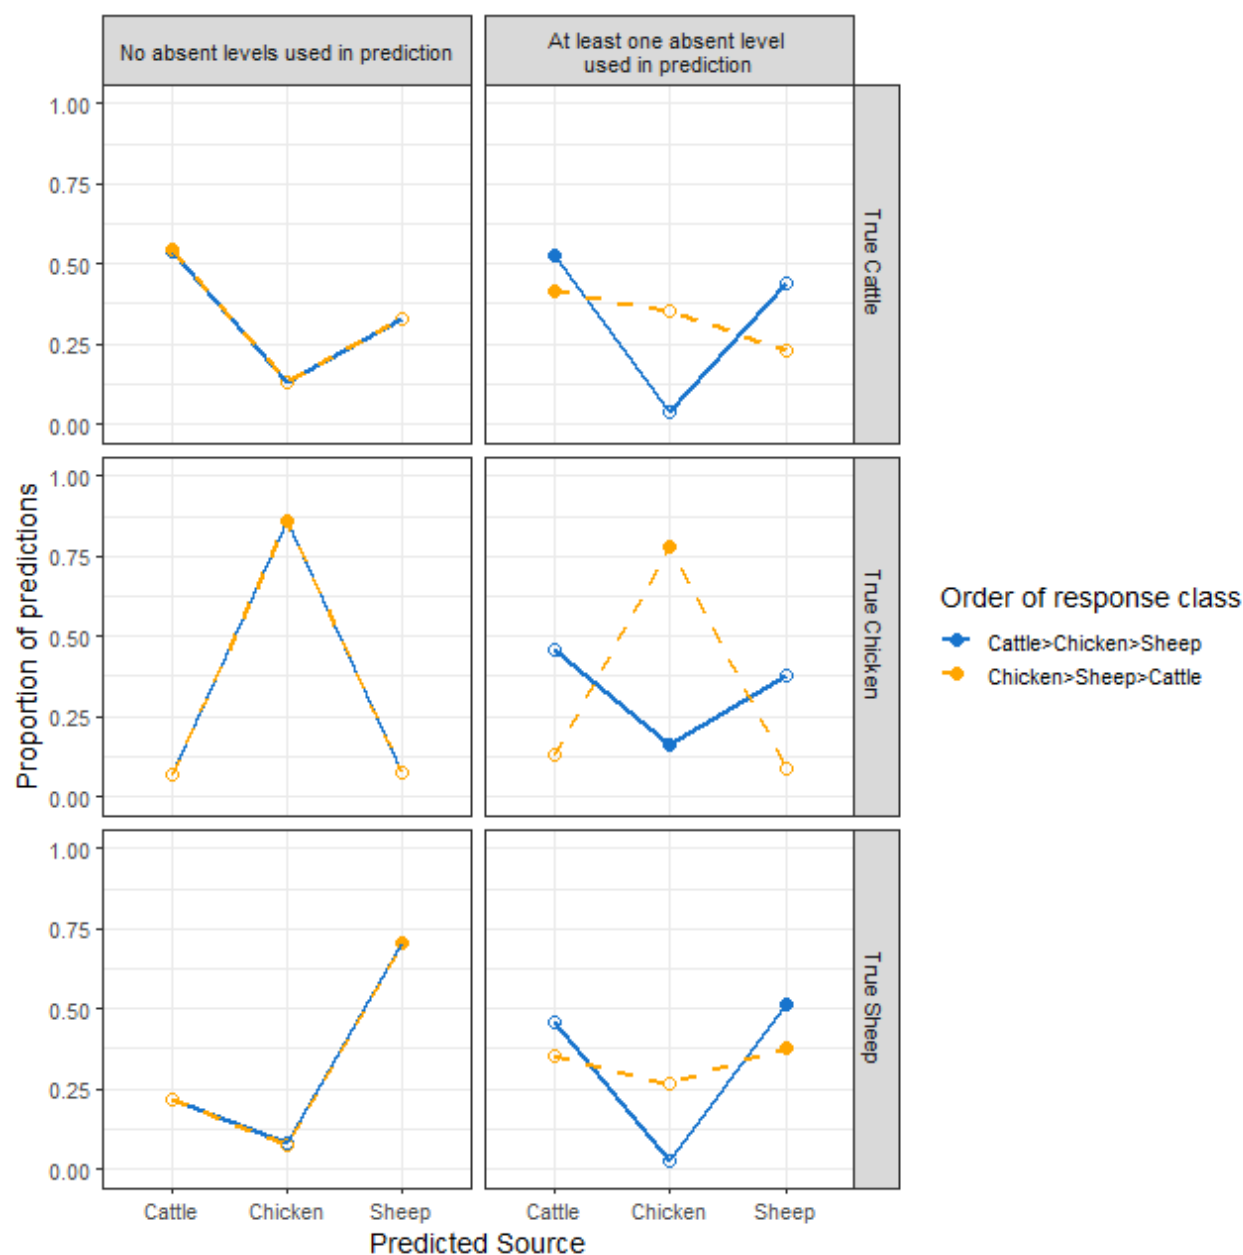 No absent levels used in prediction
At least one absent level
used in prediction
1.00
0.75
0.50
0.25
0.00
True Cattle
1.00
0.75
0.50
0.25
0.00
True Chicken
1.00
0.75
0.50
0.25
0.00
True Sheep
Proportion of predictions
Cattle
Chicken
Sheep
Cattle
Chicken
Sheep
Predicted Source
Order of response class
Cattle>Chicken>Sheep
Chicken>Sheep>Cattle